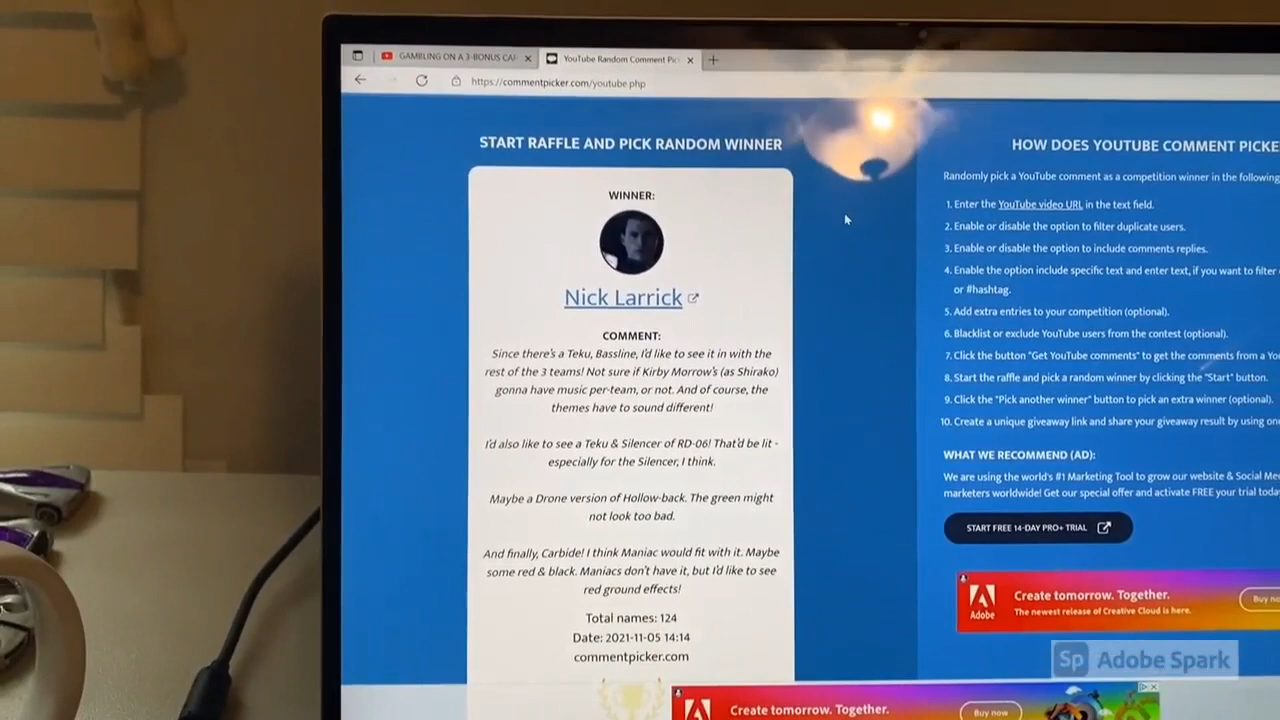 GAMBLING ON A 3-BONUS CA
YouTube Random Comment Pic
https://commentpicker.com/youtube.php
START RAFFLE AND PICK RANDOM WINNER
WINNER:
Nick Larrick
COMMENT:
Since there's a Teku, Bassline, I'd like to see it in with the
rest of the 3 teams! Not sure if Kirby Morrow's (as Shirako)
gonna have music per-team, or not. And of course, the
themes have to sound different!
I'd also like to see a Teku & Silencer of RD-06! That'd be lit -
especially for the Silencer, I think.
Maybe a Drone version of Hollow-back. The green might
not look too bad.
And finally, Carbide! I think Maniac would fit with it. Maybe
some red & black. Maniacs don't have it, but I'd like to see
red ground effects!
Total names: 124
Date: 2021-11-05 14:14
commentpicker.com
HOW DOES YOUTUBE COMMENT PICKE
Randomly pick a YouTube comment as a competition winner in the following
1. Enter the YouTube video URL in the text field.
2. Enable or disable the option to filter duplicate users.
3. Enable or disable the option to include comments replies.
4. Enable the option include specific text and enter text, if you want to filter
or #hashtag.
5. Add extra entries to your competition (optional).
6. Blacklist or exclude YouTube users from the contest (optional).
7. Click the button "Get YouTube comments" to get the comments from a You
8. Start the raffle and pick a random winner by clicking the "Start" button.
9. Click the "Pick another winner" button to pick an extra winner (optional).
10. Create a unique giveaway link and share your giveaway result by using on
WHAT WE RECOMMEND (AD):
We are using the world's #1 Marketing Tool to grow our website & Social Me
marketers worldwide! Get our special offer and activate FREE your trial toda
START FREE 14-DAY PRO+ TRIAL
Adobe
Create tomorrow. Together.
The newest release of Creative Cloud is here.
Buy no
Sp Adobe Spark
Create tomorrow. Together.
Buy now